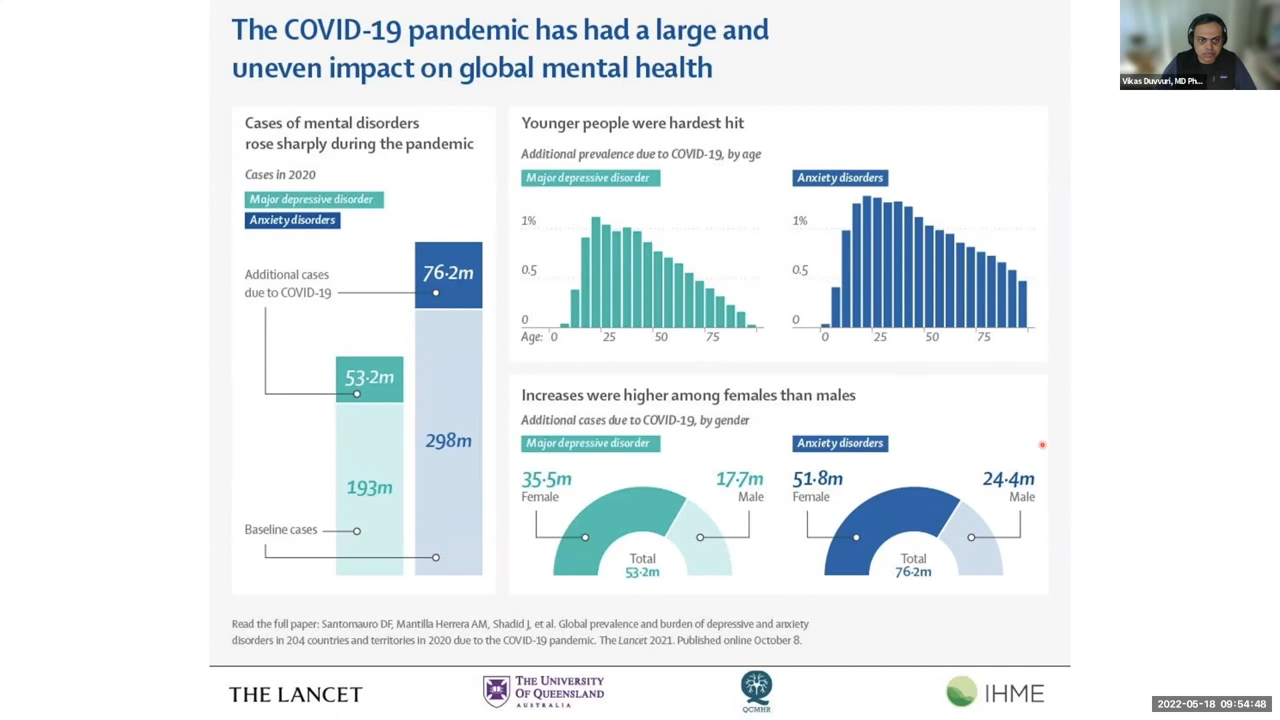 The COVID-19 pandemic has had a large and
uneven impact on global mental health
Vikas Duvvuri, MD Ph...
Cases of mental disorders
rose sharply during the pandemic
Cases in 2020
Major depressive disorder
Anxiety disorders
Additional cases
due to COVID-19
76·2m
53·2m
298m
193m
Baseline cases
Younger people were hardest hit
Additional prevalence due to COVID-19, by age
Major depressive disorder
1%
0.5
0
Age: 0 25 50 75
Anxiety disorders
1%
0.5
0
0 25 50 75
Increases were higher among females than males
Additional cases due to COVID-19, by gender
Major depressive disorder
35·5m
Female
17·7m
Male
Total
53·2m
Anxiety disorders
51·8m
Female
24·4m
Male
Total
76·2m
Read the full paper: Santomauro DF, Mantilla Herrera AM, Shadid J, et al. Global prevalence and burden of depressive and anxiety
disorders in 204 countries and territories in 2020 due to the COVID-19 pandemic. The Lancet 2021. Published online October 8.
THE LANCET
THE UNIVERSITY
OF QUEENSLAND
AUSTRALIA
QCMHR
IHME
2022-05-18 09:54:48